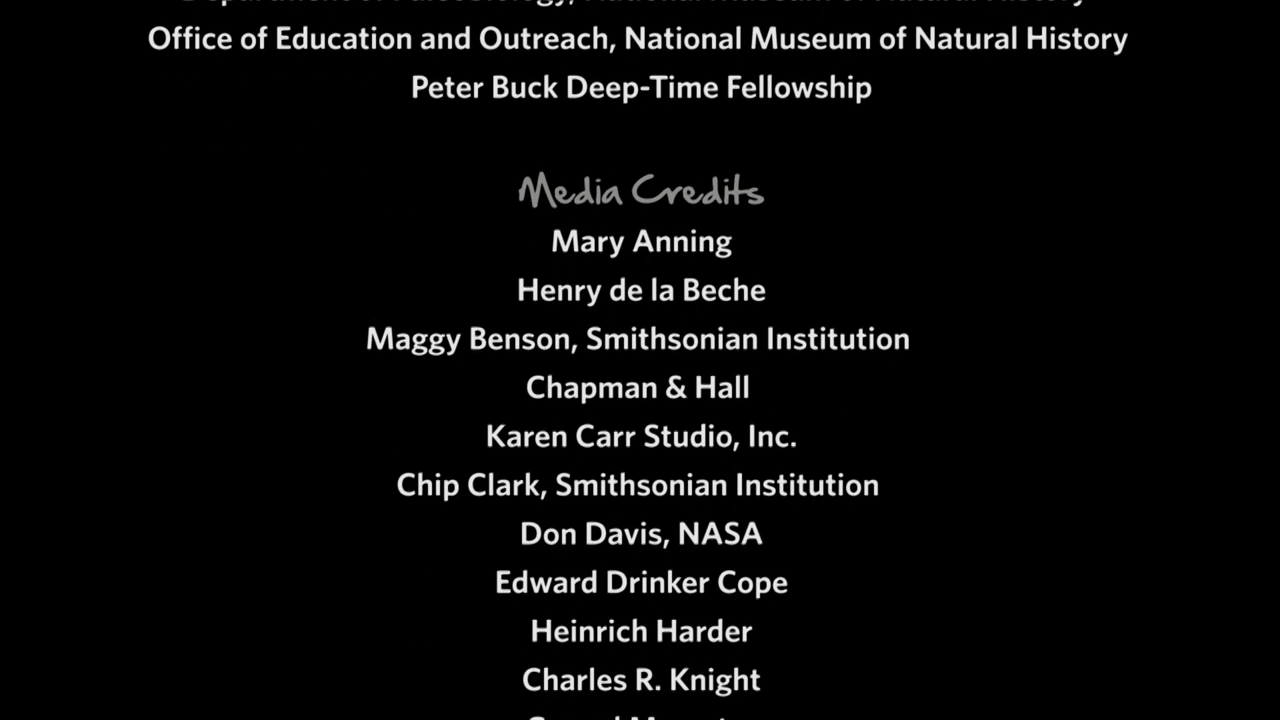 Office of Education and Outreach, National Museum of Natural History
Peter Buck Deep-Time Fellowship
Media Credits
Mary Anning
Henry de la Beche
Maggy Benson, Smithsonian Institution
Chapman & Hall
Karen Carr Studio, Inc.
Chip Clark, Smithsonian Institution
Don Davis, NASA
Edward Drinker Cope
Heinrich Harder
Charles R. Knight